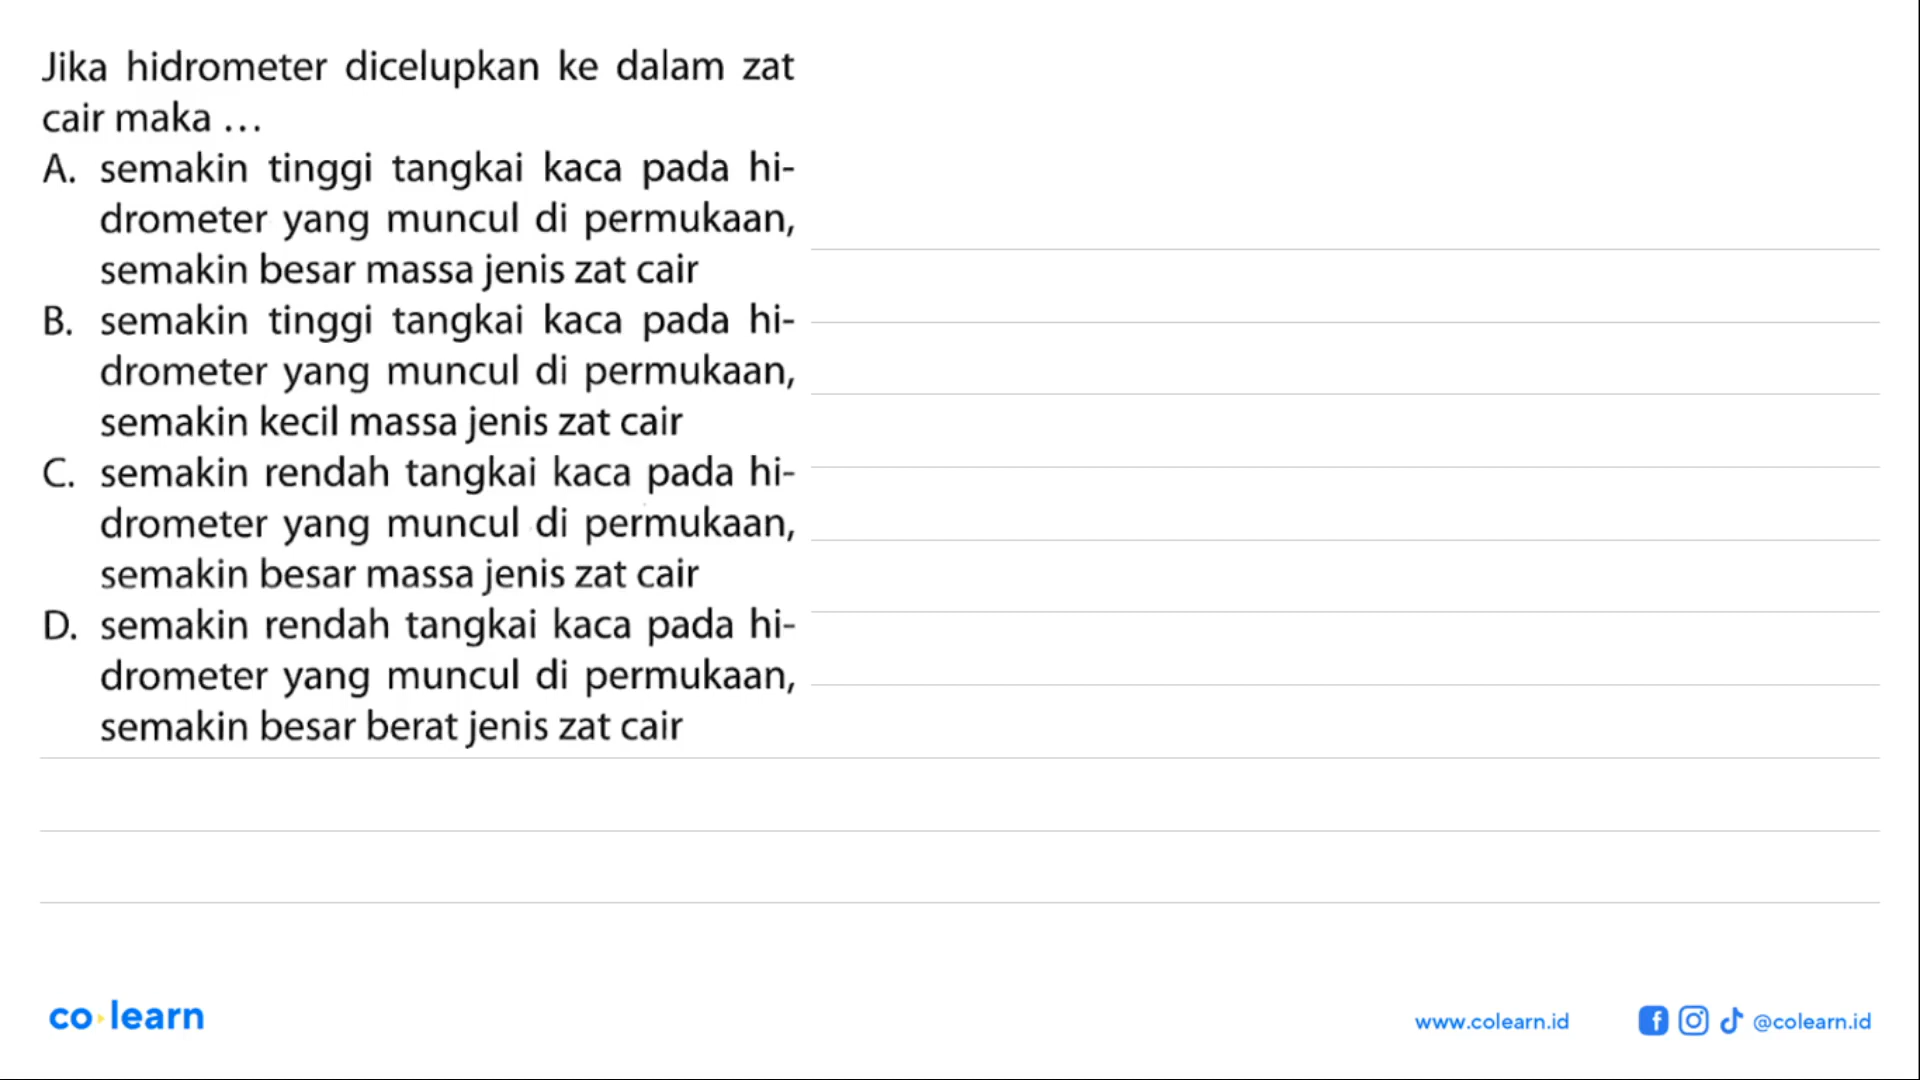 Jika hidrometer dicelupkan ke dalam zat
cair maka ...
A. semakin tinggi tangkai kaca pada hi-
drometer yang muncul di permukaan,
semakin besar massa jenis zat cair
B. semakin tinggi tangkai kaca pada hi-
drometer yang muncul di permukaan,
semakin kecil massa jenis zat cair
C. semakin rendah tangkai kaca pada hi-
drometer yang muncul di permukaan,
semakin besar massa jenis zat cair
D. semakin rendah tangkai kaca pada hi-
drometer yang muncul di permukaan,
semakin besar berat jenis zat cair
co learn
www.colearn.id
@colearn.id